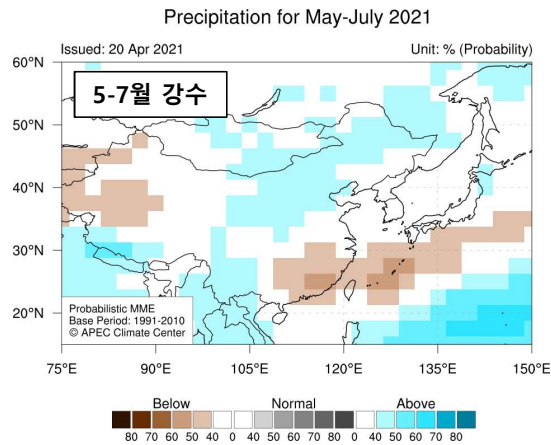 Precipitation for May-July 2021
Issued: 20 Apr 2021 Unit: % (Probability)
5-7월 강수
60°N
50°N
40°N
30°N
20°N
Probabilistic MME
Base Period: 1991-2010
© APEC Climate Center
75°E 90°E 105°E 120°E 135°E 150°E
Below Normal Above
80 70 60 50 40 0 40 50 60 70 80 0 40 50 60 70 80